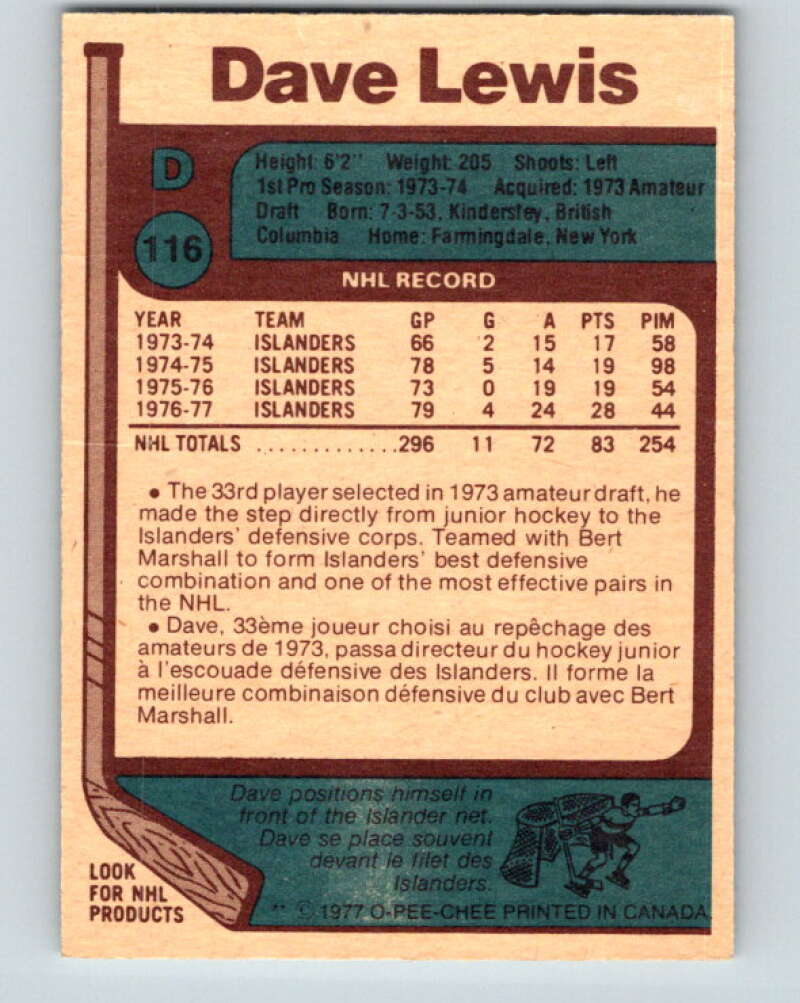 Dave Lewis
D
116
Height: 6'2" Weight: 205 Shoots: Left
1st Pro Season: 1973-74 Acquired: 1973 Amateur
Draft Born: 7-3-53, Kindersley, British
Columbia Home: Farmingdale, New York
NHL RECORD
YEAR TEAM GP G A PTS PIM
1973-74 ISLANDERS 66 2 15 17 58
1974-75 ISLANDERS 78 5 14 19 98
1975-76 ISLANDERS 73 0 19 19 54
1976-77 ISLANDERS 79 4 24 28 44
NHL TOTALS .............296 11 72 83 254
• The 33rd player selected in 1973 amateur draft, he
made the step directly from junior hockey to the
Islanders' defensive corps. Teamed with Bert
Marshall to form Islanders' best defensive
combination and one of the most effective pairs in
the NHL.
• Dave, 33ème joueur choisi au repêchage des
amateurs de 1973, passa directeur du hockey junior
à l'escouade défensive des Islanders. Il forme la
meilleure combinaison défensive du club avec Bert
Marshall.
Dave positions himself in
front of the Islander net.
Dave se place souvent
devant le filet des
Islanders.
LOOK
FOR NHL
PRODUCTS
** © 1977 O-PEE-CHEE PRINTED IN CANADA